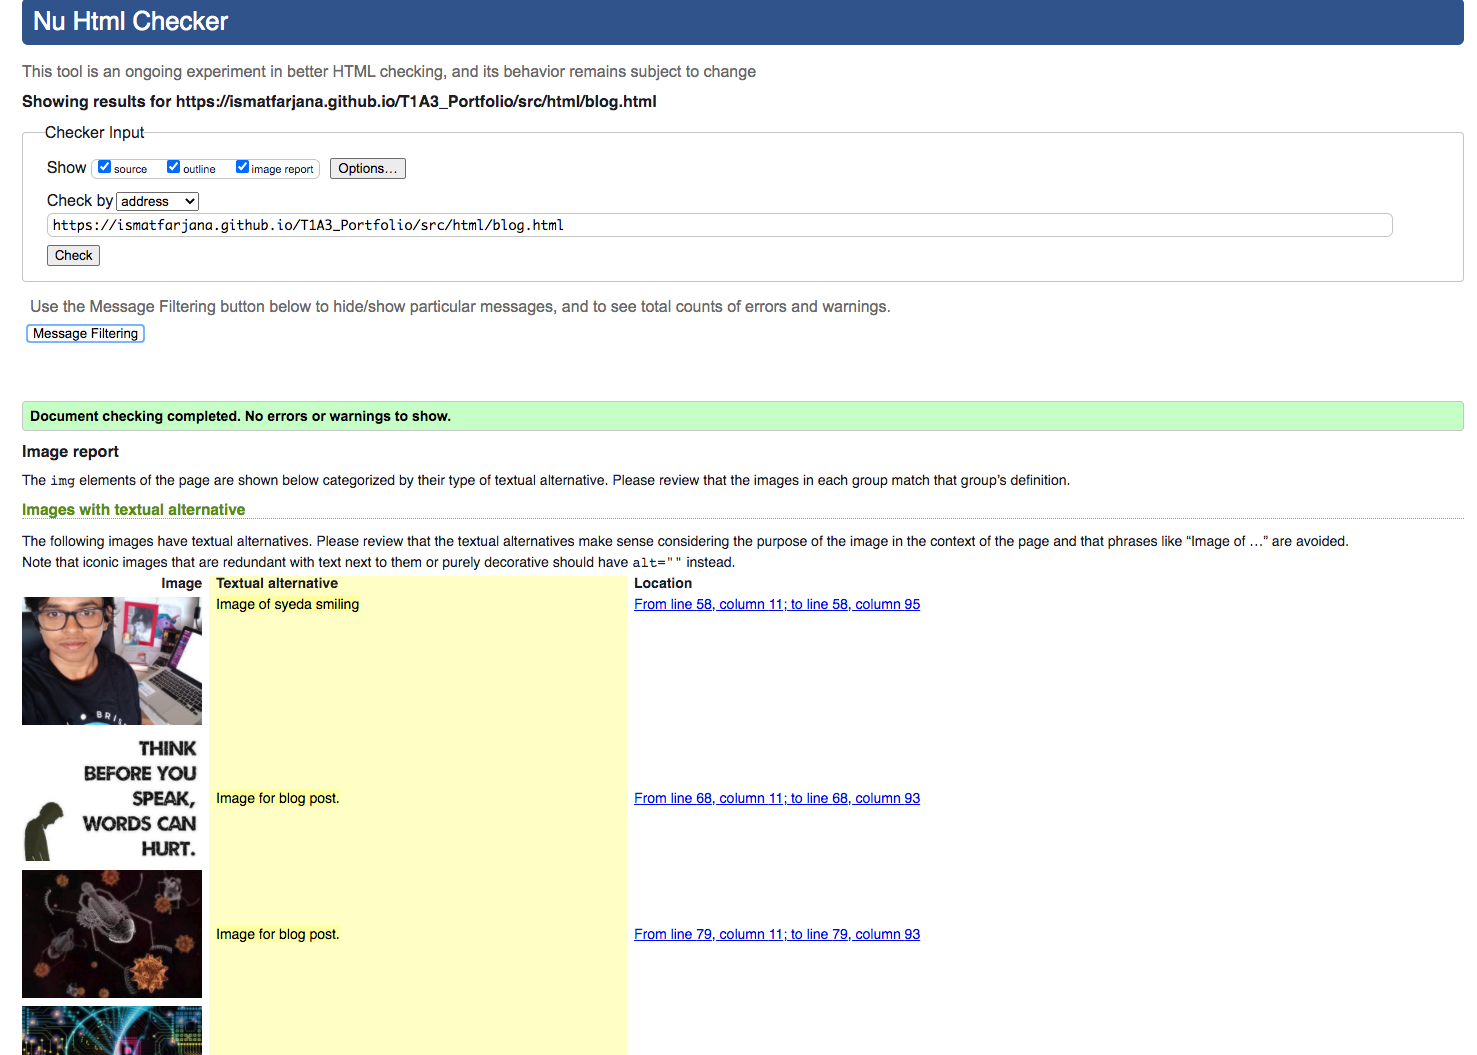 Nu Html Checker
This tool is an ongoing experiment in better HTML checking, and its behavior remains subject to change
Showing results for https://ismatfarjana.github.io/T1A3_Portfolio/src/html/blog.html
Checker Input
Show source outline image report Options...
Check by address
https://ismatfarjana.github.io/T1A3_Portfolio/src/html/blog.html
Check
Use the Message Filtering button below to hide/show particular messages, and to see total counts of errors and warnings.
Message Filtering
Document checking completed. No errors or warnings to show.
Image report
The img elements of the page are shown below categorized by their type of textual alternative. Please review that the images in each group match that group’s definition.
Images with textual alternative
The following images have textual alternatives. Please review that the textual alternatives make sense considering the purpose of the image in the context of the page and that phrases like “Image of …” are avoided.
Note that iconic images that are redundant with text next to them or purely decorative should have alt="" instead.
Image Textual alternative Location
Image of syeda smiling From line 58, column 11; to line 58, column 95
THINK
BEFORE YOU
SPEAK,
WORDS CAN
HURT.
Image for blog post. From line 68, column 11; to line 68, column 93
Image for blog post. From line 79, column 11; to line 79, column 93